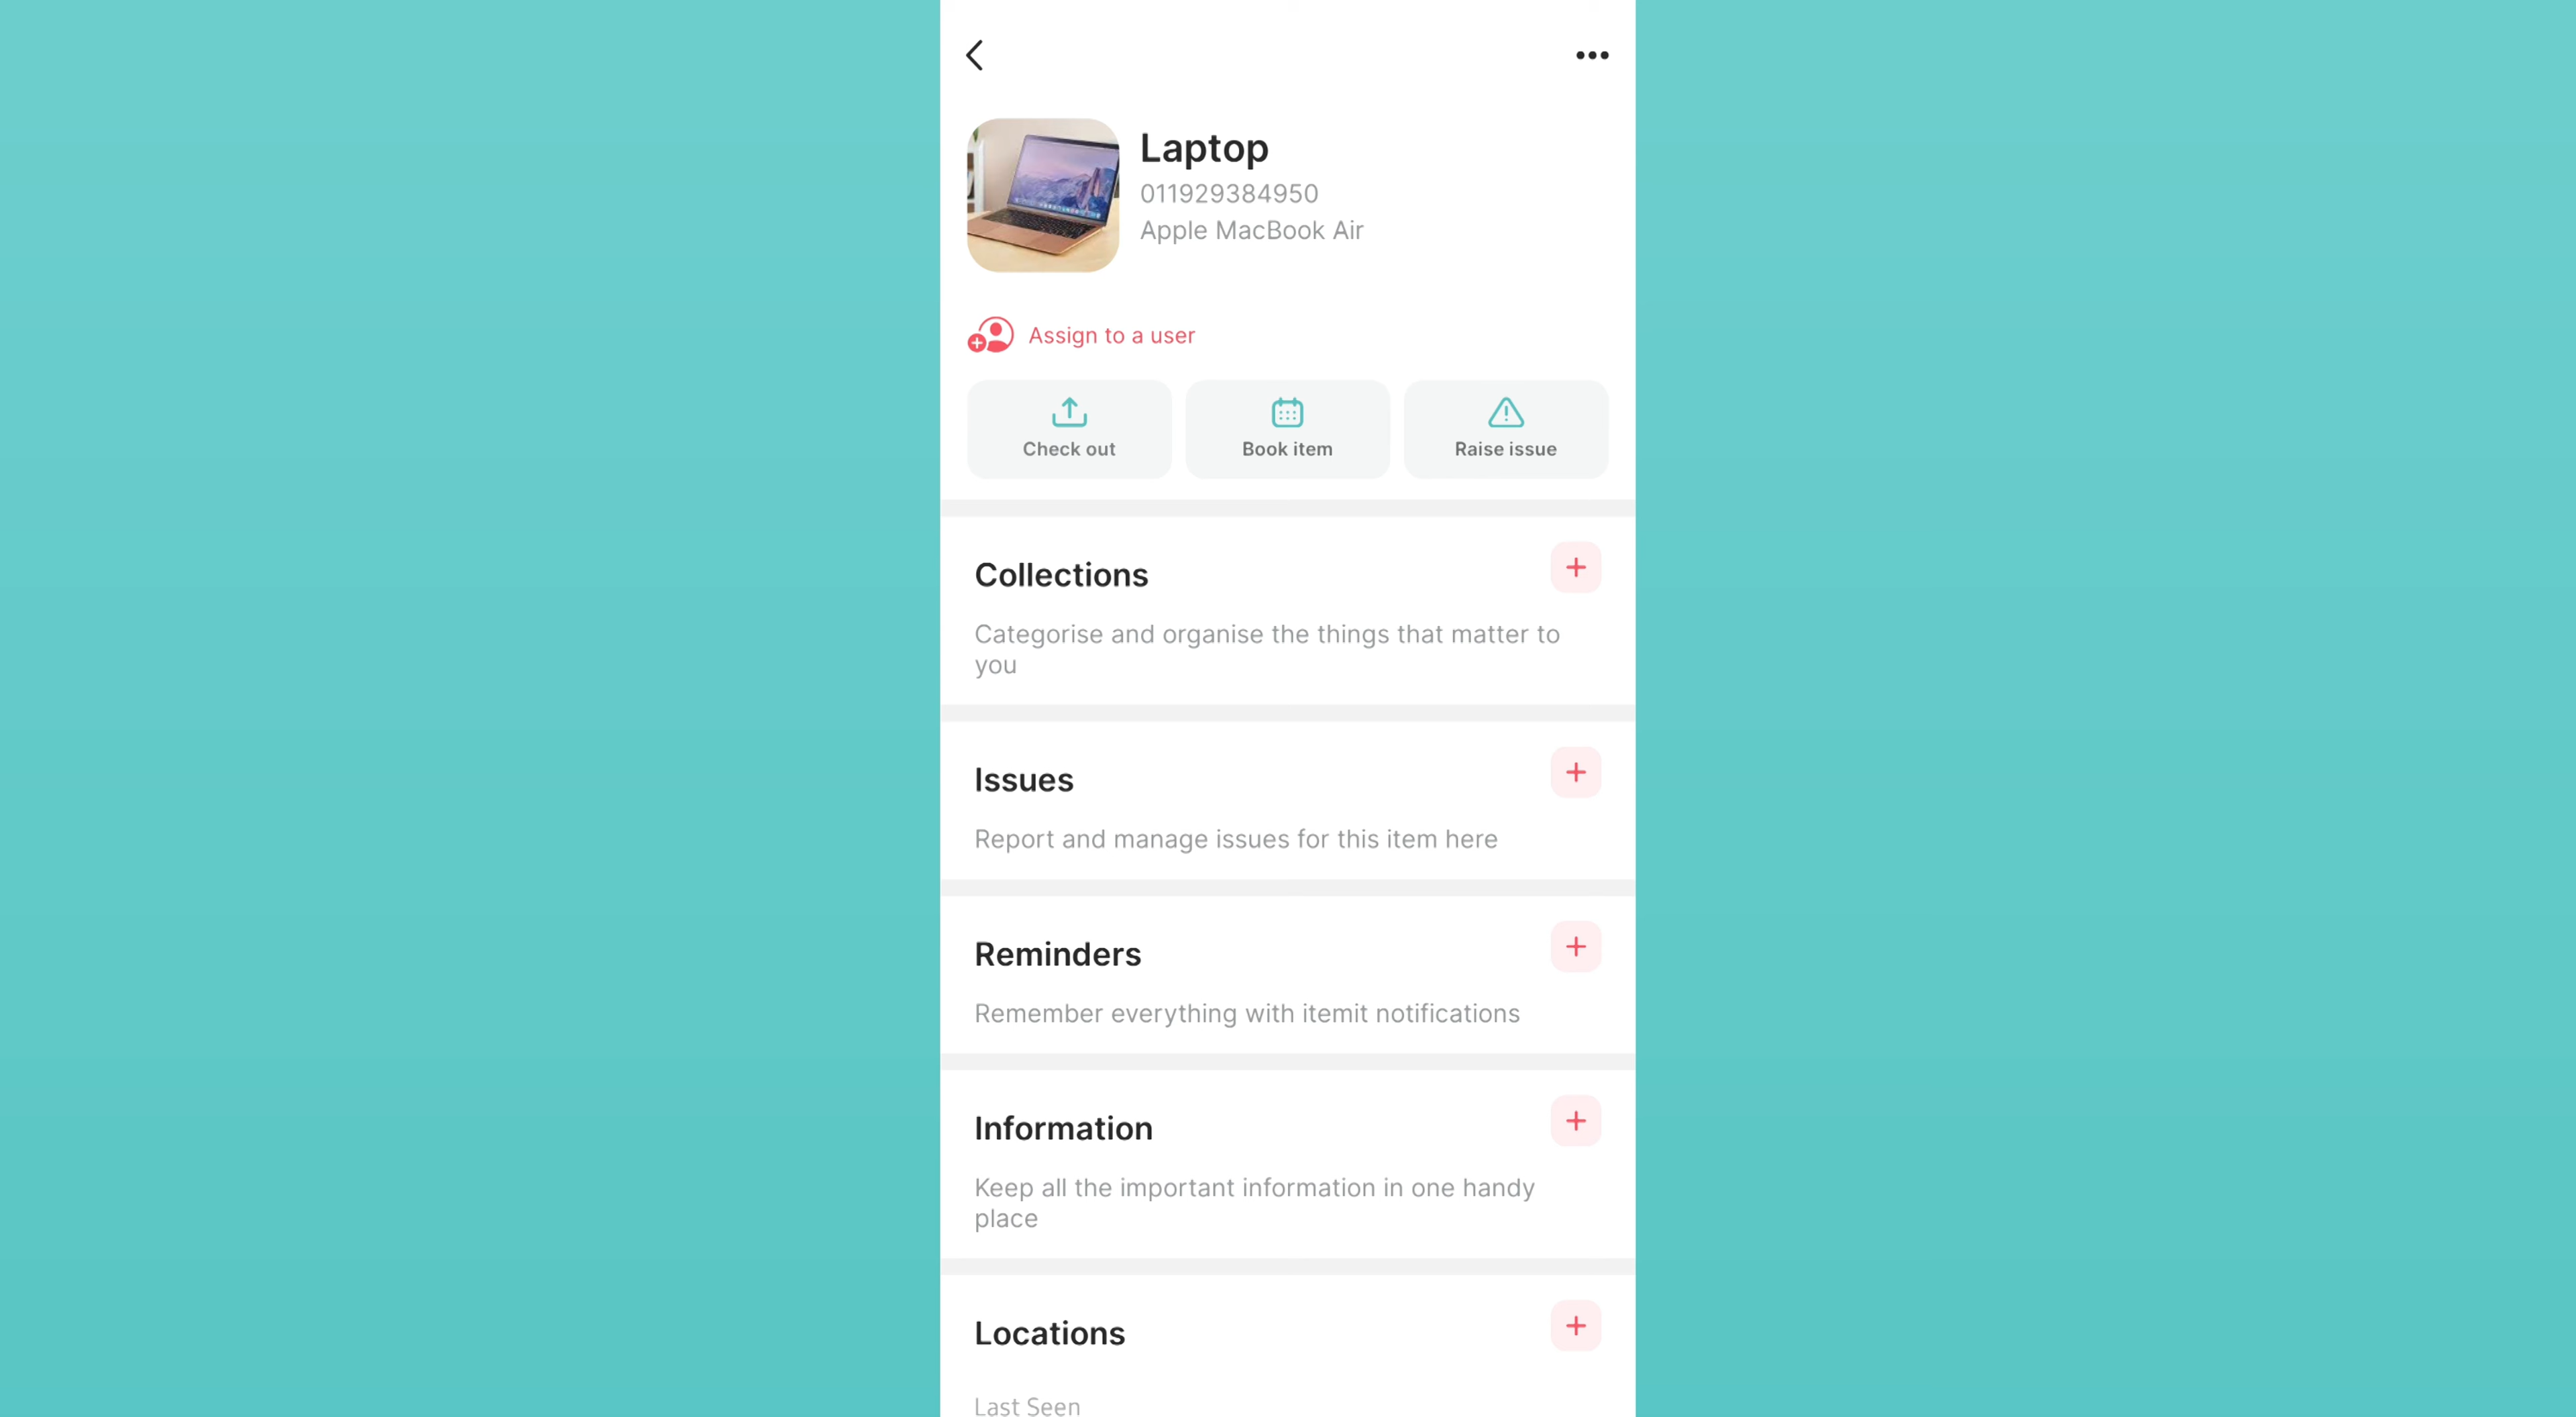 Laptop
011929384950
Apple MacBook Air
Assign to a user
Check out
Book item
Raise issue
Collections
Categorise and organise the things that matter to
you
Issues
Report and manage issues for this item here
Reminders
Remember everything with itemit notifications
Information
Keep all the important information in one handy
place
Locations
Last Seen